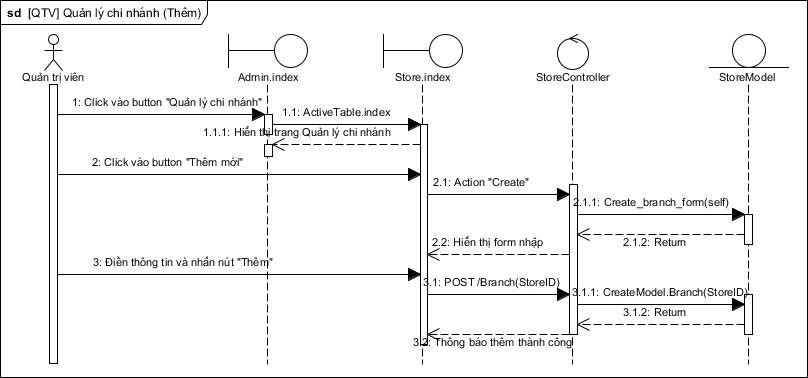 sd [QTV] Quản lý chi nhánh (Thêm)
Quản trị viên
Admin.index
Store.index
StoreController
StoreModel
1: Click vào button "Quản lý chi nhánh"
1.1: ActiveTable.index
1.1.1: Hiển thị trang Quản lý chi nhánh
2: Click vào button "Thêm mới"
2.1: Action "Create"
2.1.1: Create_branch_form(self)
2.1.2: Return
2.2: Hiển thị form nhập
3: Điền thông tin và nhấn nút "Thêm"
3.1: POST /Branch(StoreID)
3.1.1: CreateModel.Branch(StoreID)
3.1.2: Return
3.2: Thông báo thêm thành công